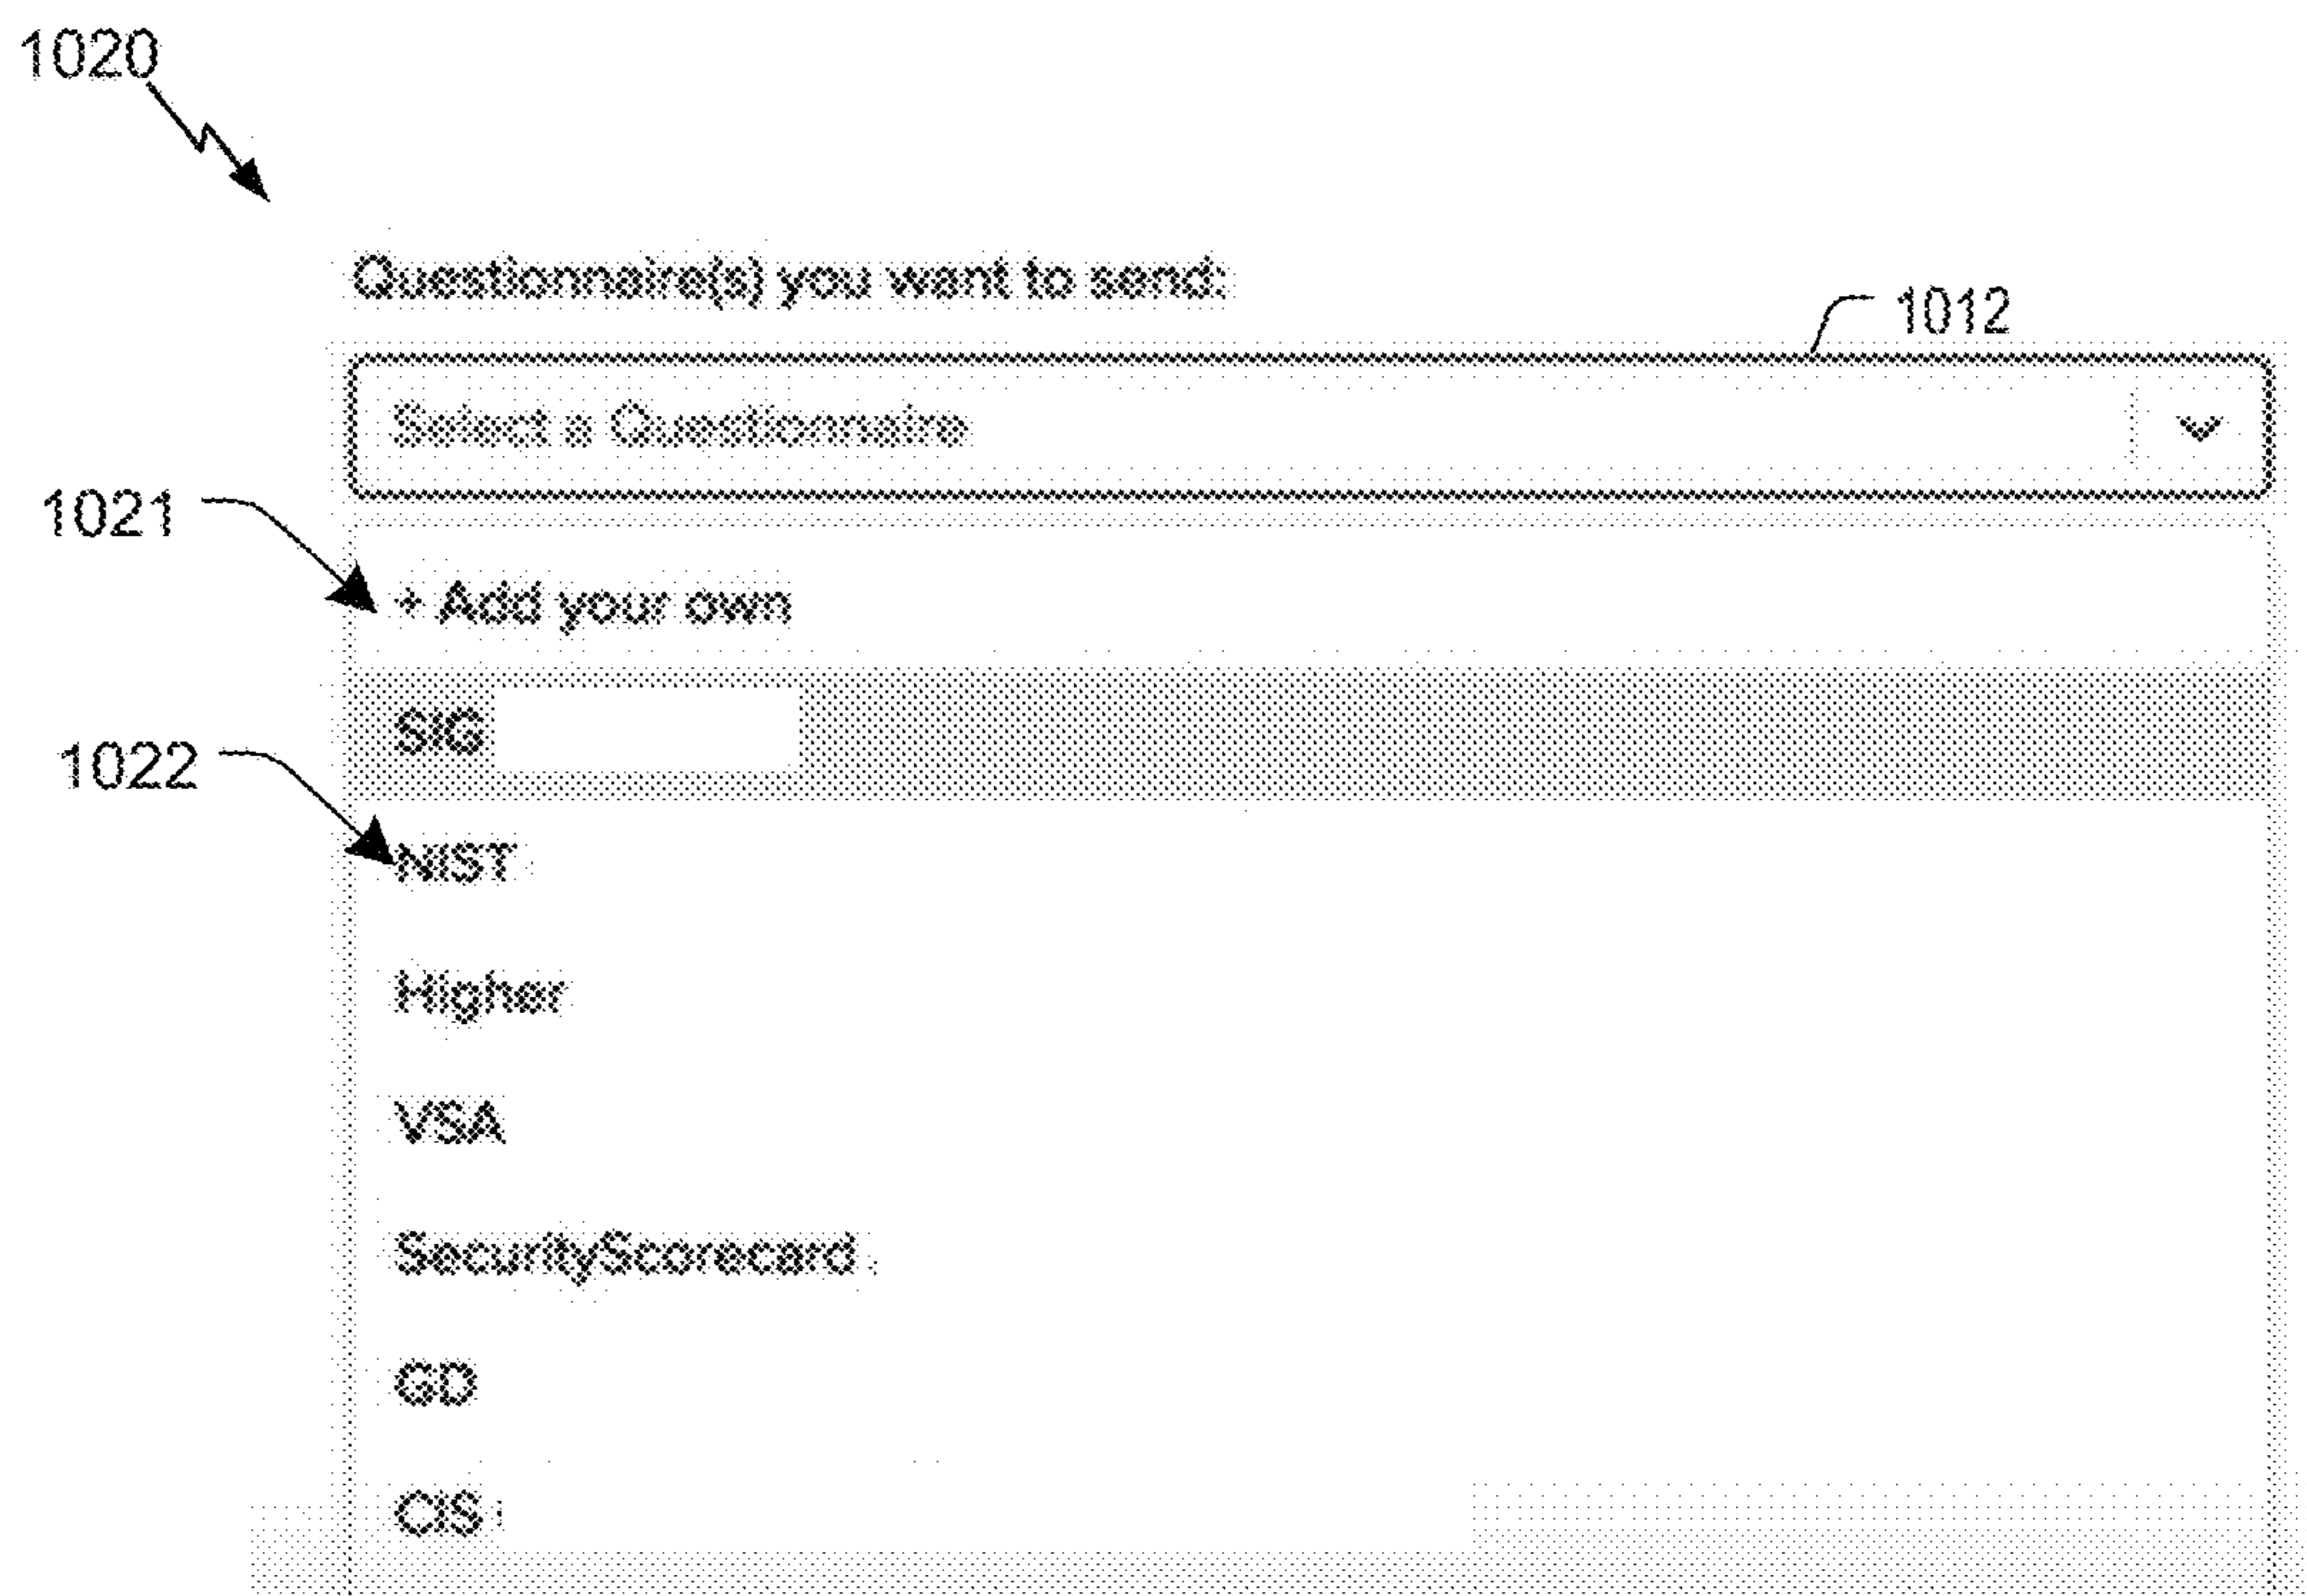 1020
Questionnaire(s) you want to send:
1012
Select a Questionnaire
1021
+ Add your own
SIG
1022
NIST
Higher
VSA
SecurityScorecard
GD
CIS